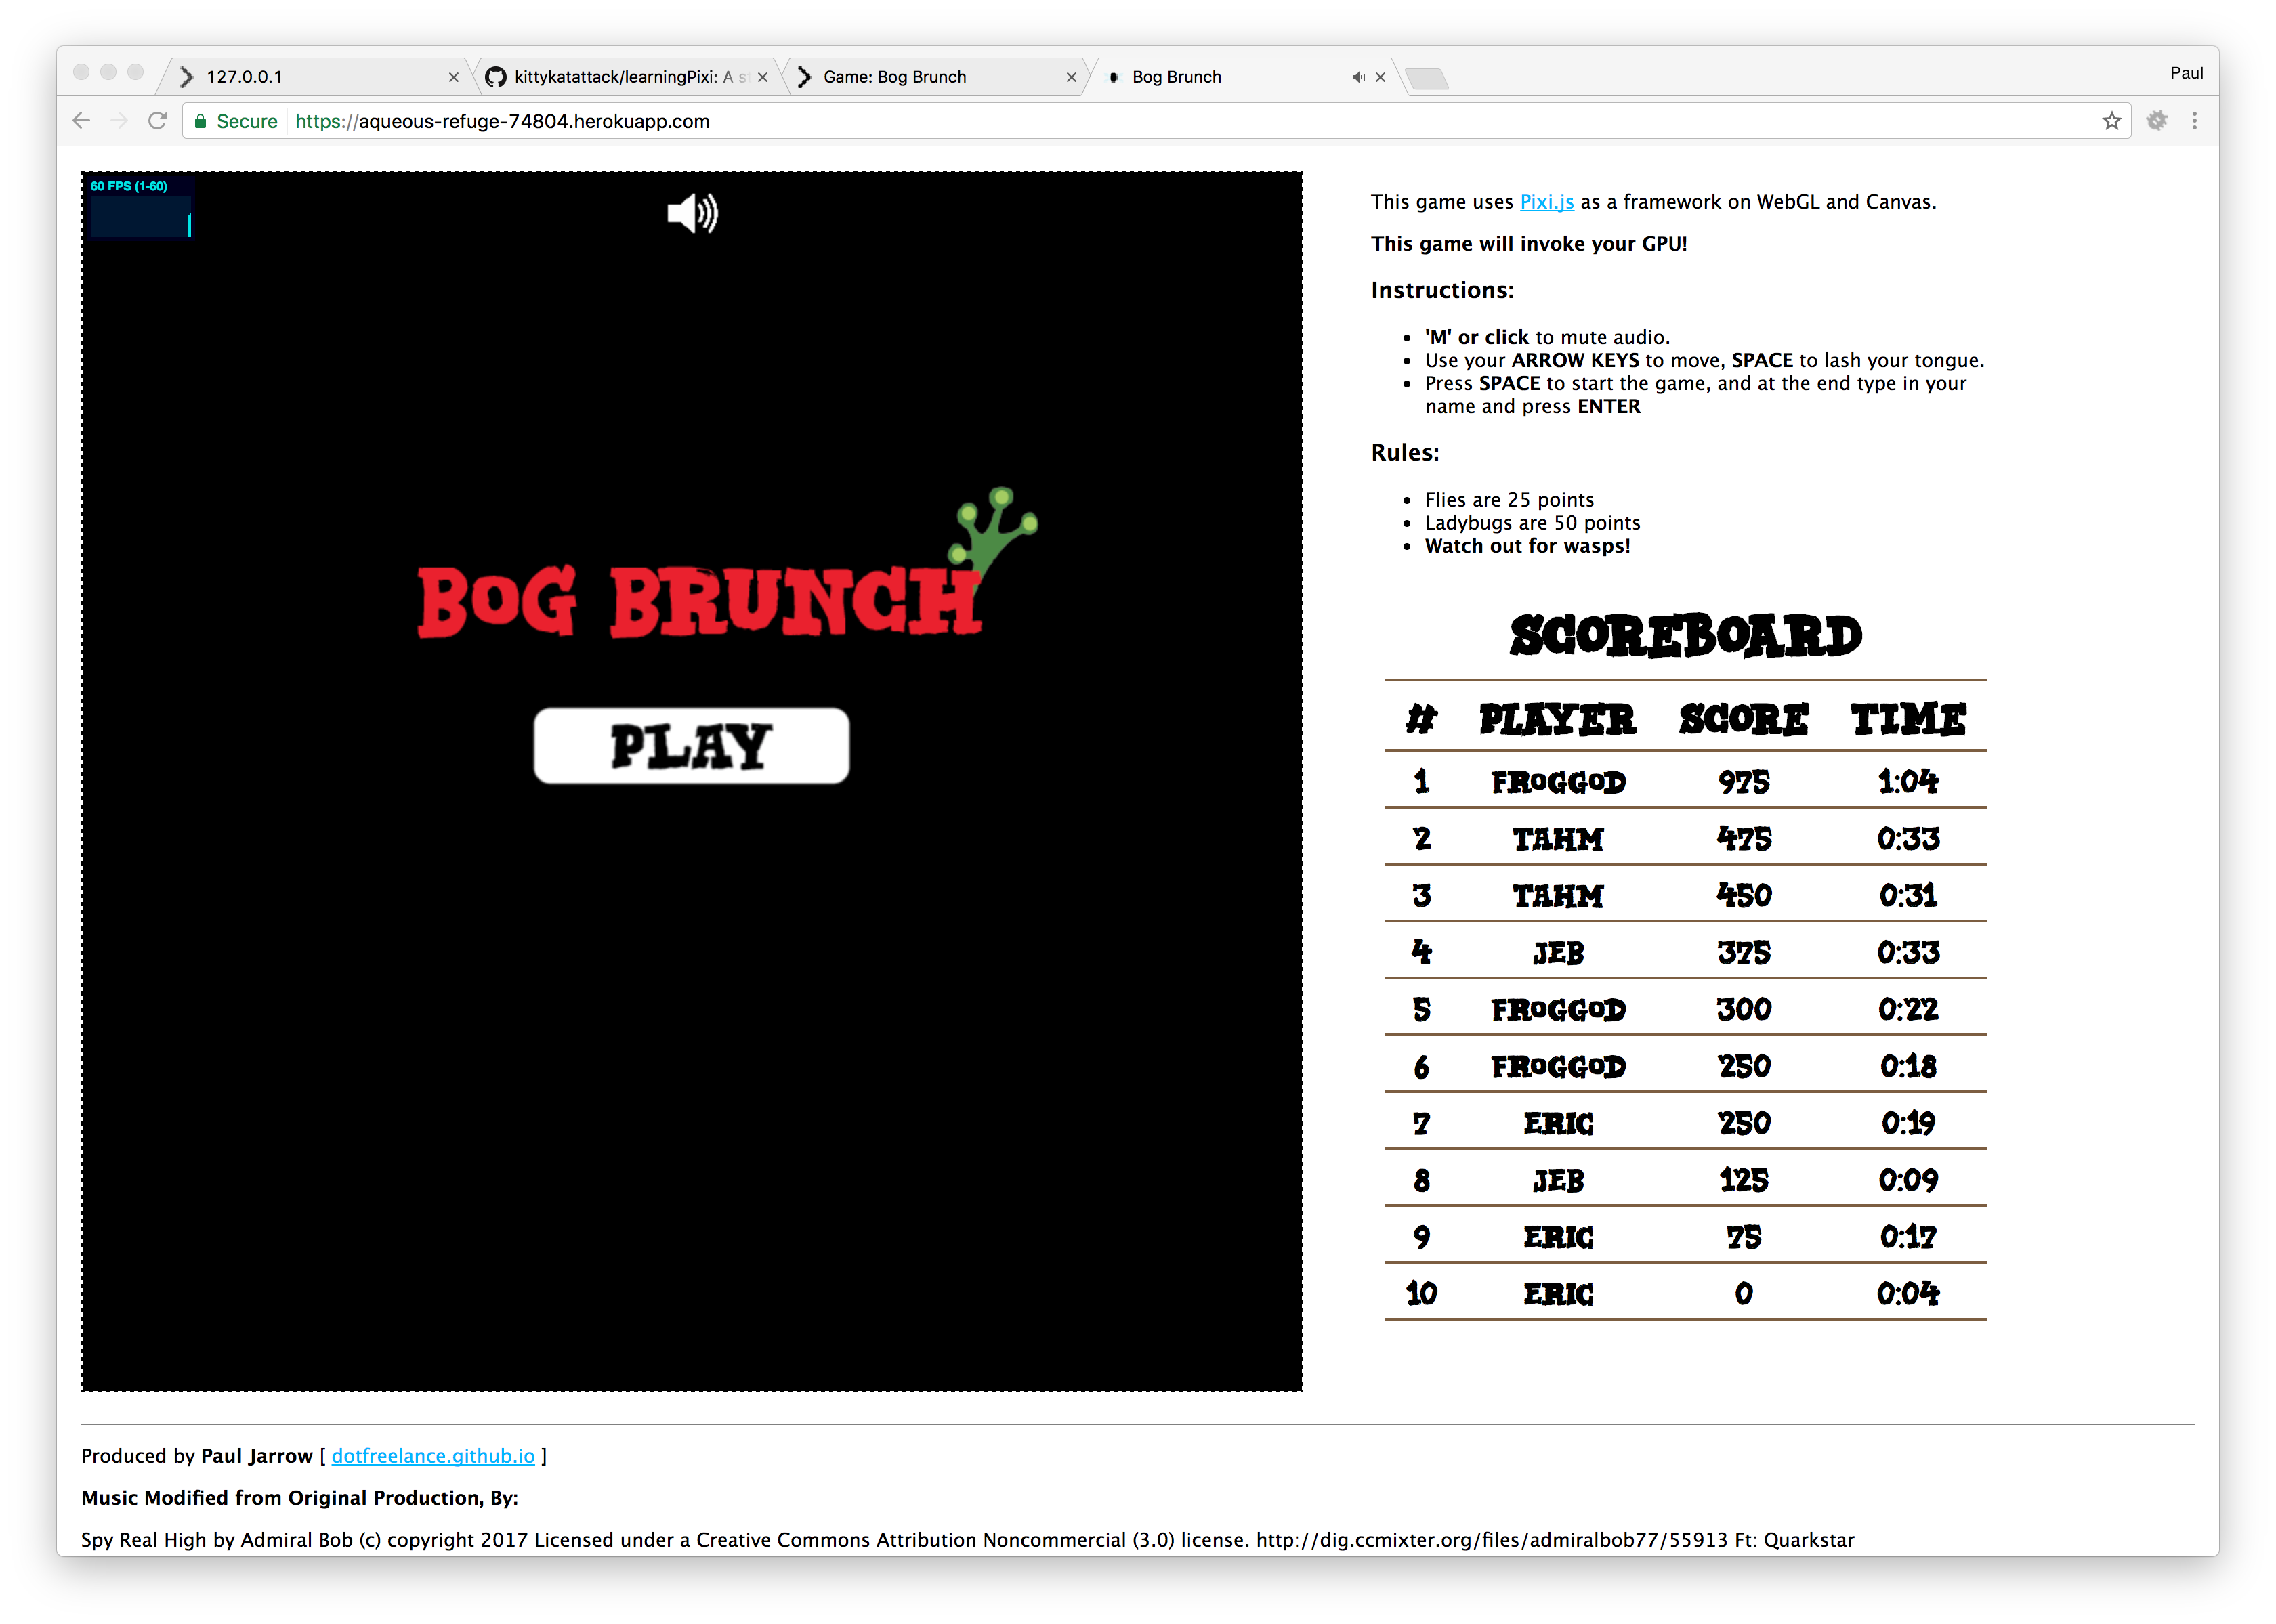 127.0.0.1
kittykatattack/learningPixi: A s
Game: Bog Brunch
Bog Brunch
Paul
Secure https://aqueous-refuge-74804.herokuapp.com
60 FPS (1-60)
BOG BRUNCH
PLAY
This game uses Pixi.js as a framework on WebGL and Canvas.
This game will invoke your GPU!
Instructions:
• 'M' or click to mute audio.
• Use your ARROW KEYS to move, SPACE to lash your tongue.
• Press SPACE to start the game, and at the end type in your
name and press ENTER
Rules:
• Flies are 25 points
• Ladybugs are 50 points
• Watch out for wasps!
SCOREBOARD
# PLAYER SCORE TIME
1 FROGGOD 975 1:04
2 TAHM 475 0:33
3 TAHM 450 0:31
4 JEB 375 0:33
5 FROGGOD 300 0:22
6 FROGGOD 250 0:18
7 ERIC 250 0:19
8 JEB 125 0:09
9 ERIC 75 0:17
10 ERIC 0 0:04
Produced by Paul Jarrow [ dotfreelance.github.io ]
Music Modified from Original Production, By:
Spy Real High by Admiral Bob (c) copyright 2017 Licensed under a Creative Commons Attribution Noncommercial (3.0) license. http://dig.ccmixter.org/files/admiralbob77/55913 Ft: Quarkstar